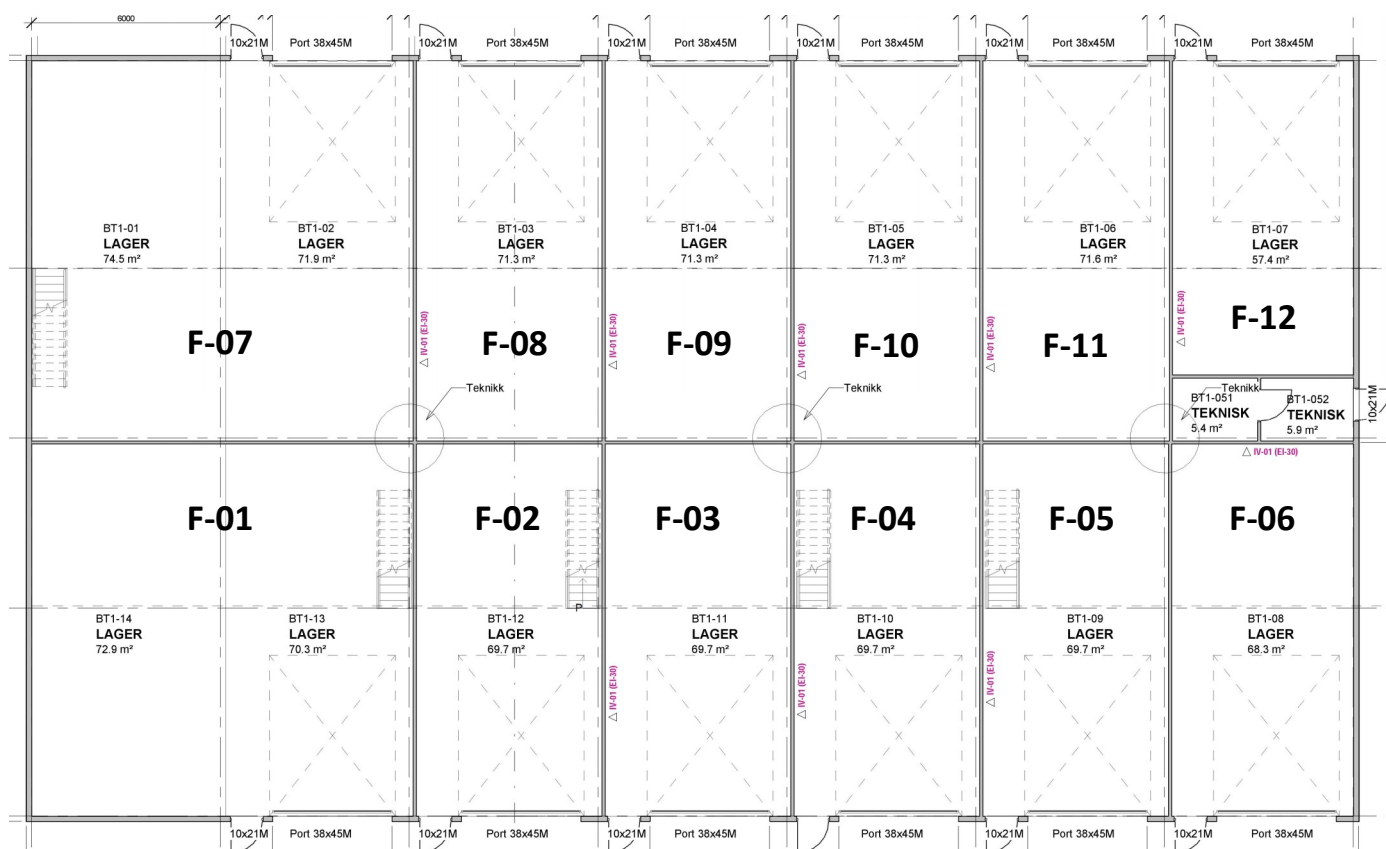 6000
10x21M Port 38x45M 10x21M Port 38x45M 10x21M Port 38x45M 10x21M Port 38x45M 10x21M Port 38x45M 10x21M Port 38x45M
BT1-01
LAGER
74.5 m²
BT1-02
LAGER
71.9 m²
BT1-03
LAGER
71.3 m²
BT1-04
LAGER
71.3 m²
BT1-05
LAGER
71.3 m²
BT1-06
LAGER
71.6 m²
BT1-07
LAGER
57.4 m²
IV-01 (EI-30)
IV-01 (EI-30)
IV-01 (EI-30)
IV-01 (EI-30)
IV-01 (EI-30)
F-07 F-08 F-09 F-10 F-11 F-12
Teknikk
Teknikk
Teknikk
BT1-051
TEKNISK
5.4 m²
BT1-052
TEKNISK
5.9 m²
10x21M
IV-01 (EI-30)
F-01 F-02 F-03 F-04 F-05 F-06
P
BT1-14
LAGER
72.9 m²
BT1-13
LAGER
70.3 m²
BT1-12
LAGER
69.7 m²
BT1-11
LAGER
69.7 m²
BT1-10
LAGER
69.7 m²
BT1-09
LAGER
69.7 m²
BT1-08
LAGER
68.3 m²
IV-01 (EI-30)
IV-01 (EI-30)
IV-01 (EI-30)
10x21M Port 38x45M 10x21M Port 38x45M 10x21M Port 38x45M 10x21M Port 38x45M 10x21M Port 38x45M 10x21M Port 38x45M